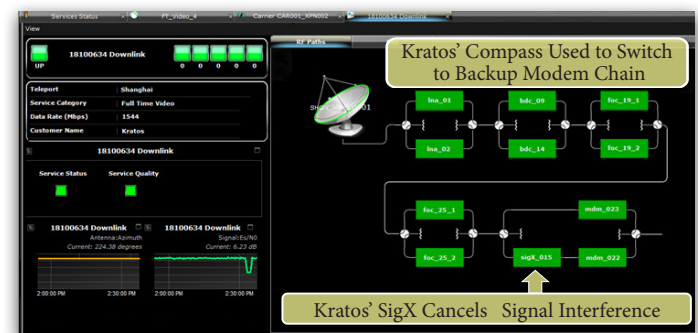 Services Status
FT_Video_4
Carrier CAR001_XPN002
18100634 Downlink
View
RF Paths
18100634 Downlink
UP
0 0 0 0 0
Kratos' Compass Used to Switch
to Backup Modem Chain
Teleport Shanghai
Service Category Full Time Video
Data Rate (Mbps) 1544
Customer Name Kratos
lna_01
bdc_09
foc_19_1
lna_02
bdc_14
foc_19_2
18100634 Downlink
Service Status Service Quality
foc_25_1
mdm_023
foc_25_2
sigX_015
mdm_022
18100634 Downlink
Antenna:Azimuth
Current: 224.38 degrees
2:00:00 PM 2:30:00 PM
18100634 Downlink
Signal:Es/N0
Current: 6.23 dB
2:00:00 PM 2:30:00 PM
Kratos' SigX Cancels Signal Interference